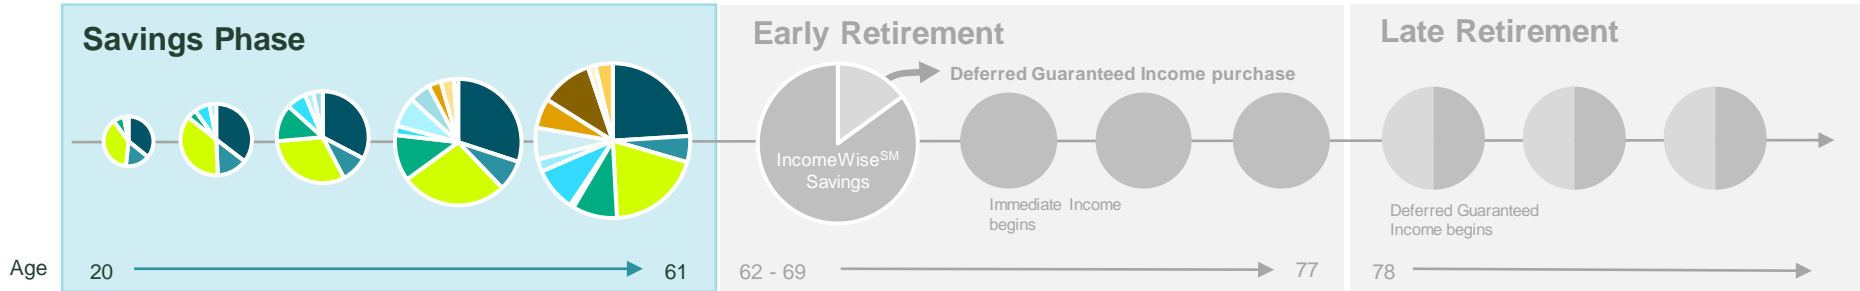 Savings Phase
Early Retirement
Late Retirement
Deferred Guaranteed Income purchase
IncomeWiseSM
Savings
Immediate Income
begins
Deferred Guaranteed
Income begins
Age
20
61
62 - 69
77
78